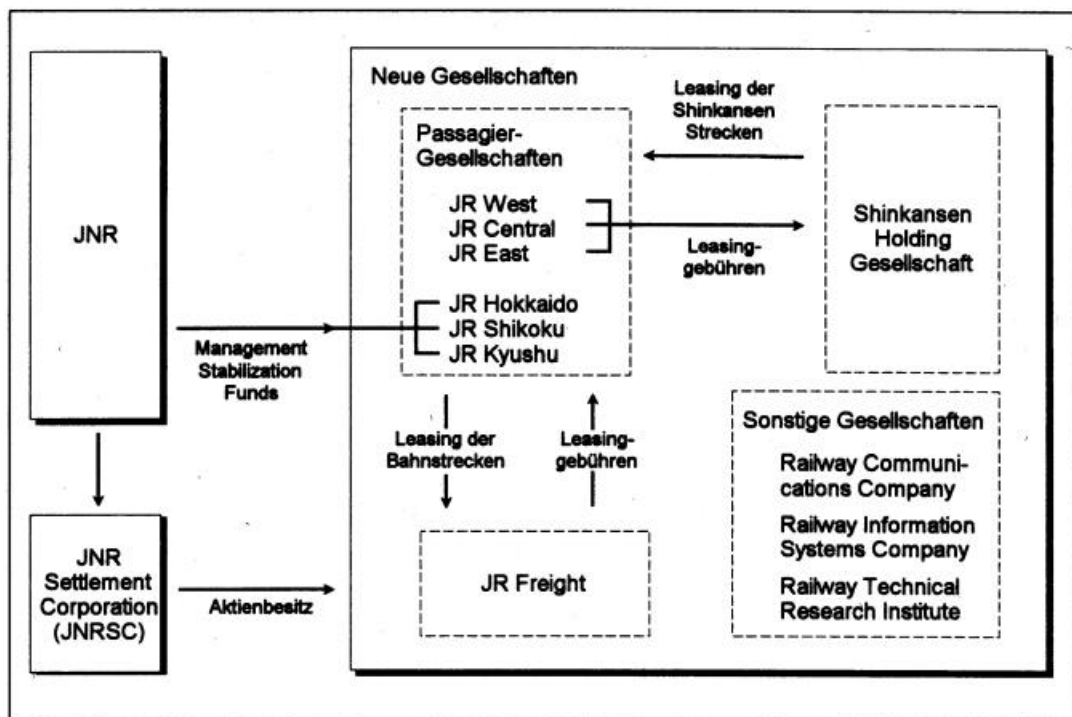 JNR
Management
Stabilization
Funds
JNR
Settlement
Corporation
(JNRSC)
Aktienbesitz
Neue Gesellschaften
Passagier-
Gesellschaften
JR West
JR Central
JR East
JR Hokkaido
JR Shikoku
JR Kyushu
Leasing der
Shinkansen
Strecken
Leasing-
gebühren
Shinkansen
Holding
Gesellschaft
Leasing der
Bahnstrecken
Leasing-
gebühren
JR Freight
Sonstige Gesellschaften
Railway Communi-
cations Company
Railway Information
Systems Company
Railway Technical
Research Institute